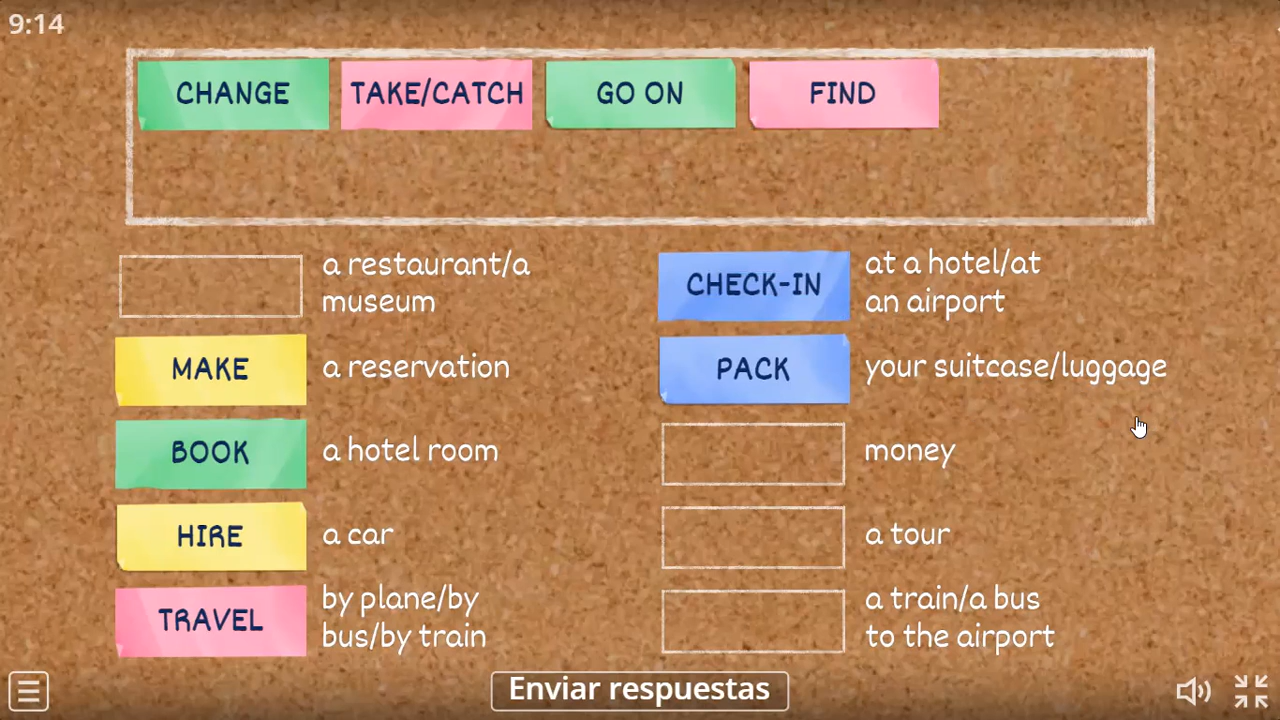 9:14
CHANGE
TAKE/CATCH
GO ON
FIND
a restaurant/a
museum
MAKE
a reservation
BOOK
a hotel room
HIRE
a car
TRAVEL
by plane/by
bus/by train
CHECK-IN
at a hotel/at
an airport
PACK
your suitcase/luggage
money
a tour
a train/a bus
to the airport
Enviar respuestas